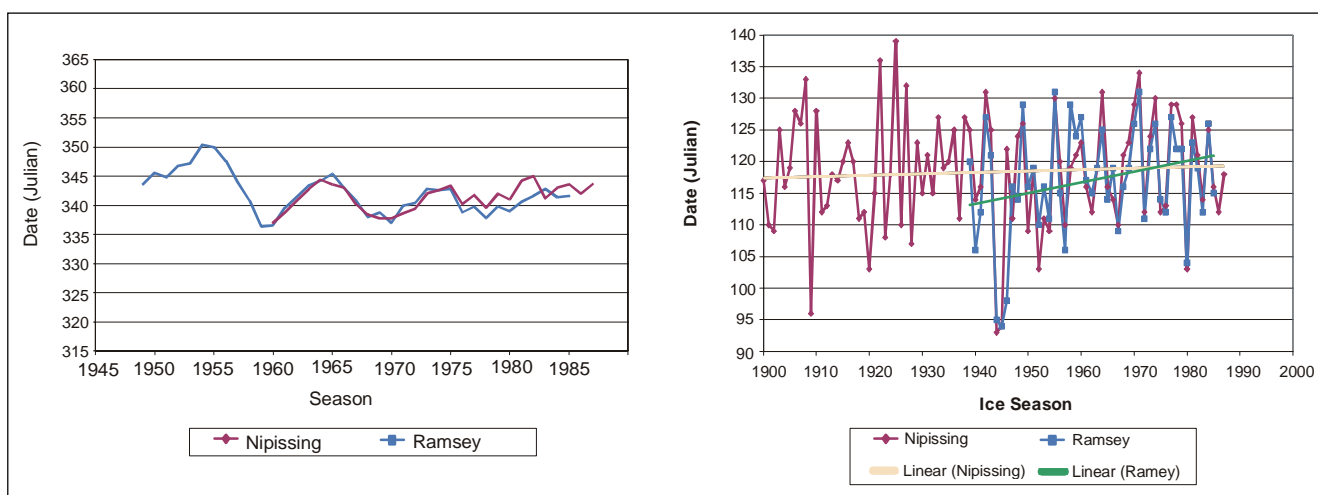 365
360
355
350
345
340
335
330
325
320
315
Date (Julian)
1945 1950 1955 1960 1965 1970 1975 1980 1985
Season
Nipissing Ramsey
140
135
130
125
120
115
110
105
100
95
90
Date (Julian)
1900 1910 1920 1930 1940 1950 1960 1970 1980 1990 2000
Ice Season
Nipissing Ramsey
Linear (Nipissing) Linear (Ramey)